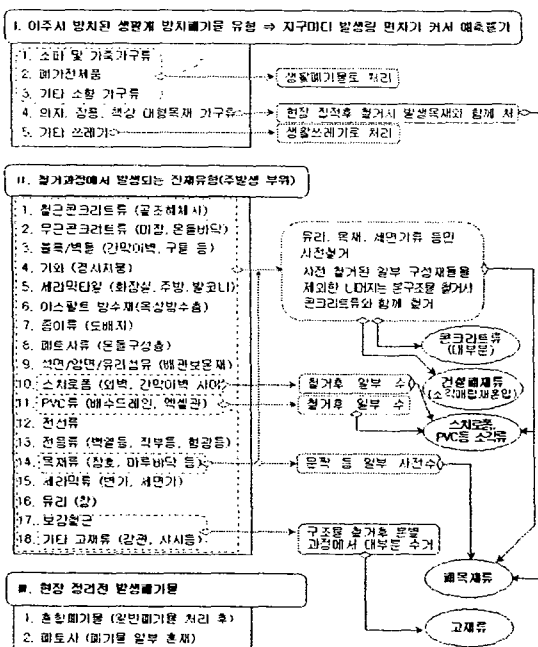 I. 이주시 방치된 생활계 방치폐기물 유형 ⇒ 지구마다 발생량 편차가 커서 예측불가
1. 소파 및 가죽가구류
2. 폐가전제품
3. 기타 소형 가구류
4. 의자, 장롱, 책상 대형목재 가구류
5. 기타 쓰레기
생활폐기물로 처리
현장 집적후 철거시 발생목재와 함께 처
생활쓰레기로 처리
II. 철거과정에서 발생되는 잔재유형(주발생 부위)
1. 철근콘크리트류 (골조해체시)
2. 무근콘크리트류 (미장, 온돌바닥)
3. 블록/벽돌 (간막이벽, 구들 등)
4. 기와 (경사지붕)
5. 세라믹타일 (화장실, 주방, 발코니)
6. 아스팔트 방수재(옥상방수층)
7. 종이류 (도배지)
8. 폐토사류 (온돌구성층)
9. 석면/암면/유리섬유 (배관보온재)
10. 스치로폼 (외벽, 간막이벽 사이)
11. PVC류 (배수드레인, 엑셀관)
12. 전선류
13. 전등류 (백열등, 직부등, 형광등)
14. 목재류 (창호, 마루바닥 등)
15. 세라믹류 (변기, 세면기)
16. 유리 (창)
17. 보강철근
18. 기타 고재류 (강관, 샤시등)
유리, 목재, 세면기류 등만
사전철거
사전 철거된 일부 구성재들을
제외한 나머지는 본구조물 철거시
콘크리트류와 함께 철거
콘크리트류
(대부분)
건설폐재류
(소각매립재혼합)
철거후 일부 수
철거후 일부 수
스치로폼,
PVC등 소각류
문짝 등 일부 사전수
구조물 철거후 분별
과정에서 대부분 수거
폐목재류
고재류
III. 현장 정리전 발생폐기물
1. 혼합폐기물 (일반폐기물 처리 후)
2. 폐토사 (폐기물 일부 혼재)